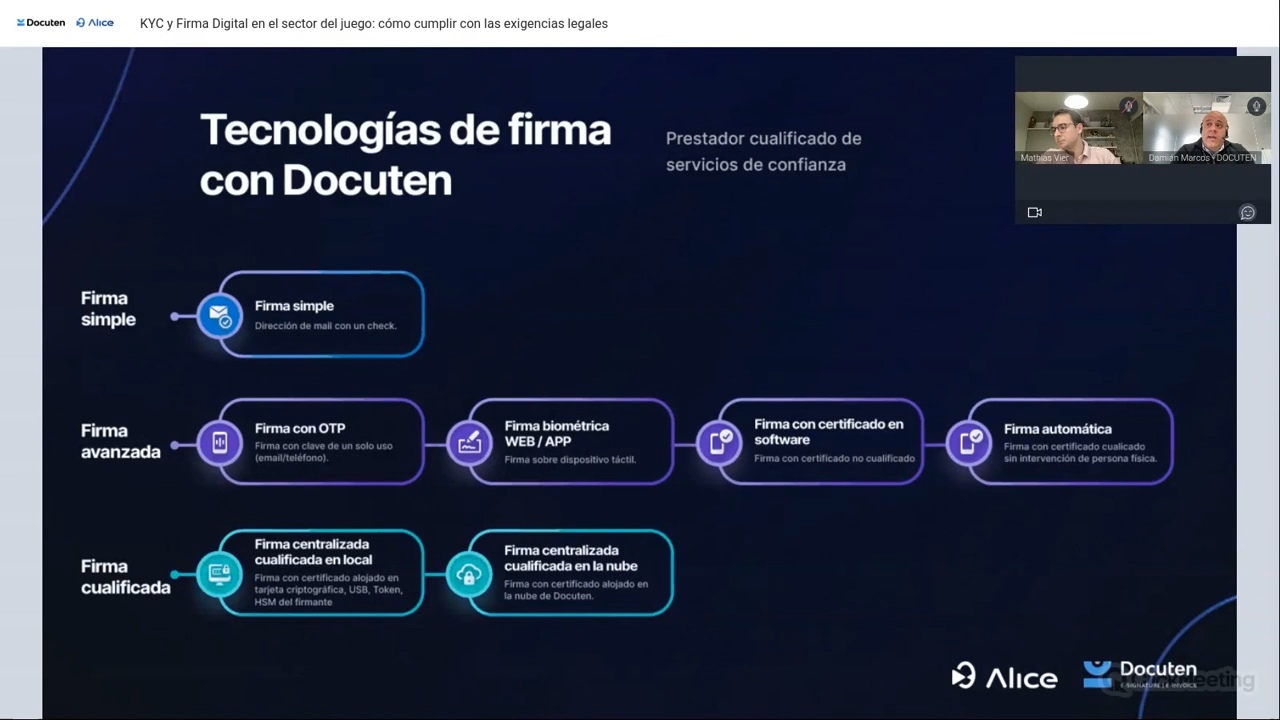 Docuten Alice KYC y Firma Digital en el sector del juego: cómo cumplir con las exigencias legales
Tecnologías de firma
con Docuten
Prestador cualificado de
servicios de confianza
Mathias Vier
Damián Marcos - DOCUTEN
Firma
simple
Firma simple
Dirección de mail con un check.
Firma
avanzada
Firma con OTP
Firma con clave de un solo uso
(email/teléfono).
Firma biométrica
WEB / APP
Firma sobre dispositivo táctil.
Firma con certificado en
software
Firma con certificado no cualificado
Firma automática
Firma con certificado cualicado
sin intervención de persona física.
Firma
cualificada
Firma centralizada
cualificada en local
Firma con certificado alojado en
tarjeta criptográfica, USB, Token,
HSM del firmante
Firma centralizada
cualificada en la nube
Firma con certificado alojado en
la nube de Docuten.
Alice
Docuten
E-SIGNATURE | E-INVOICE
Meeting